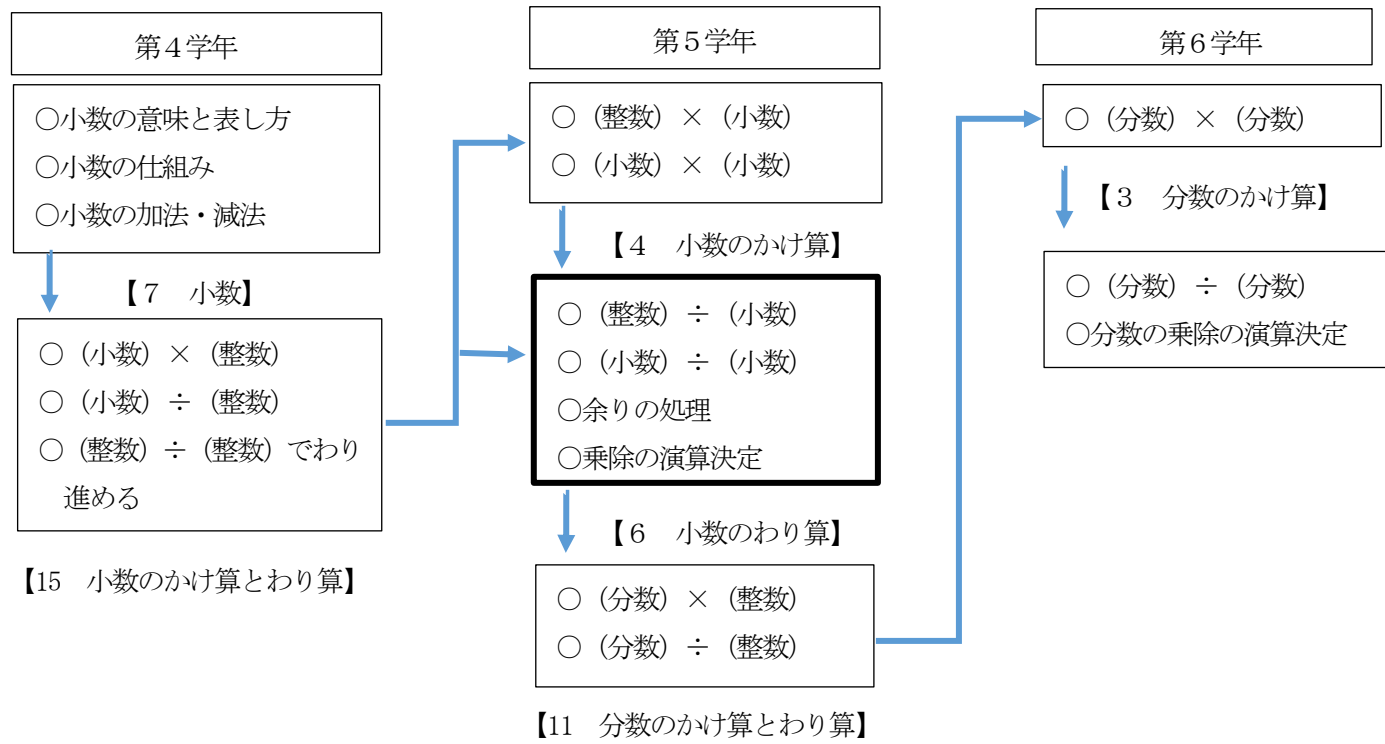 第4学年
○小数の意味と表し方
○小数の仕組み
○小数の加法・減法
【7　小数】
○（小数）×（整数）
○（小数）÷（整数）
○（整数）÷（整数）でわり
進める
【15　小数のかけ算とわり算】
第5学年
○（整数）×（小数）
○（小数）×（小数）
【4　小数のかけ算】
○（整数）÷（小数）
○（小数）÷（小数）
○余りの処理
○乗除の演算決定
【6　小数のわり算】
○（分数）×（整数）
○（分数）÷（整数）
【11　分数のかけ算とわり算】
第6学年
○（分数）×（分数）
【3　分数のかけ算】
○（分数）÷（分数）
○分数の乗除の演算決定